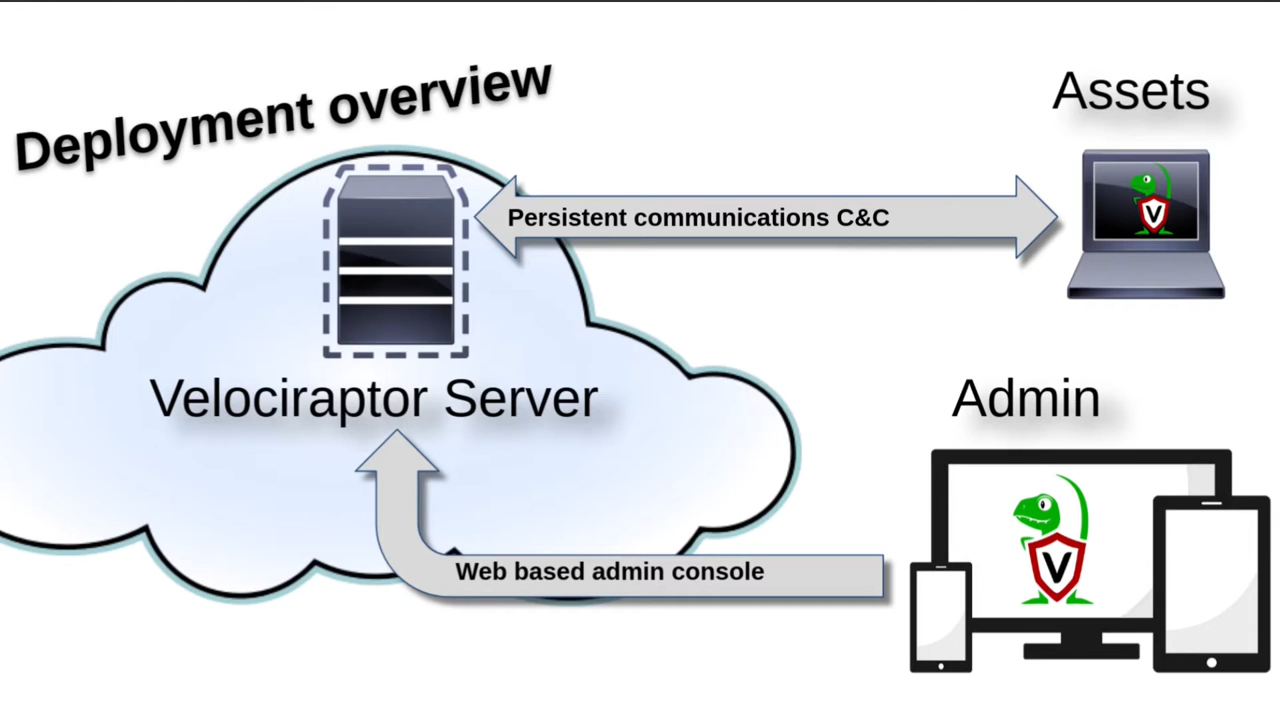 Deployment overview
Assets
Persistent communications C&C
V
Velociraptor Server
Admin
V
Web based admin console